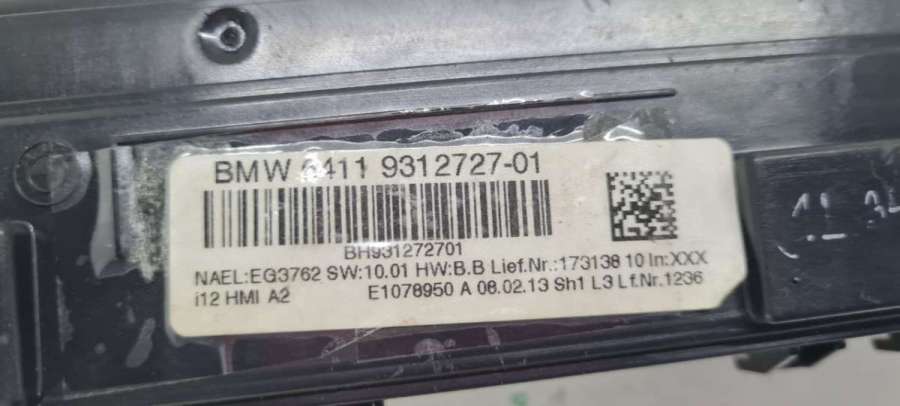 BMW 6411 9312727-01
BH931272701
NAEL:EG3762 SW:10.01 HW:B.B Lief.Nr.:173138 10 In:XXX
i12 HMI A2 E1078950 A 08.02.13 Sh1 L3 Lf.Nr.1236